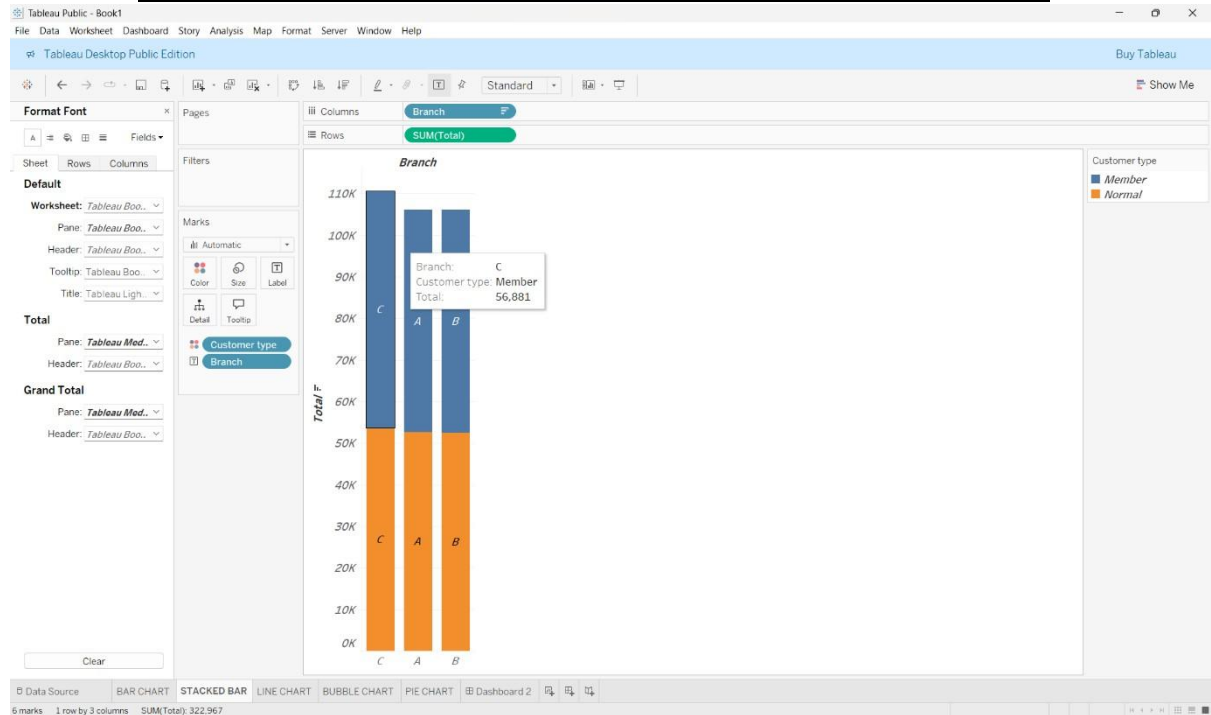 Tableau Public - Book1
File Data Worksheet Dashboard Story Analysis Map Format Server Window Help
Tableau Desktop Public Edition
Buy Tableau
Standard
Show Me
Format Font
Fields
Sheet Rows Columns
Default
Worksheet: Tableau Boo..
Pane: Tableau Boo..
Header: Tableau Boo..
Tooltip: Tableau Boo..
Title: Tableau Ligh..
Total
Pane: Tableau Med..
Header: Tableau Boo..
Grand Total
Pane: Tableau Med..
Header: Tableau Boo..
Clear
Pages
Filters
Marks
Automatic
Color Size Label
Detail Tooltip
Customer type
Branch
Columns Branch
Rows SUM(Total)
Branch
Total
110K
100K
90K
80K
70K
60K
50K
40K
30K
20K
10K
0K
C A B
C A B
C A B
Branch: C
Customer type: Member
Total: 56,881
Customer type
Member
Normal
Data Source BAR CHART STACKED BAR LINE CHART BUBBLE CHART PIE CHART Dashboard 2
6 marks 1 row by 3 columns SUM(Total): 322,967